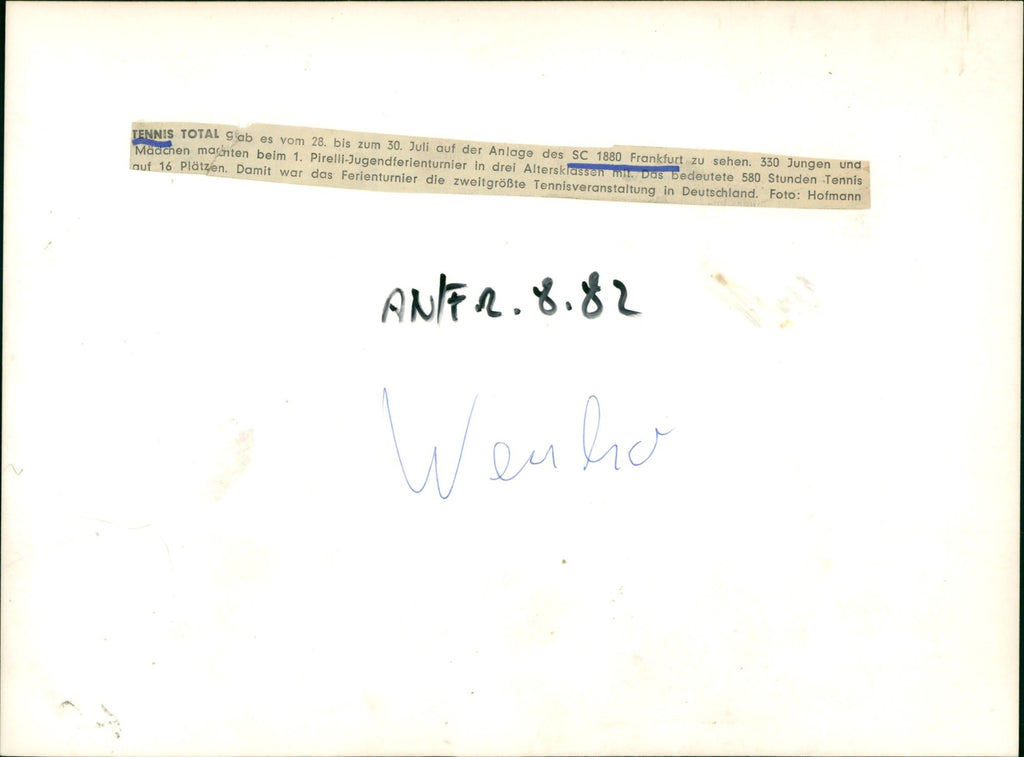 TENNIS TOTAL gab es vom 28. bis zum 30. Juli auf der Anlage des SC 1880 Frankfurt zu sehen. 330 Jungen und
Mädchen machten beim 1. Pirelli-Jugendferienturnier in drei Altersklassen mit. Das bedeutete 580 Stunden Tennis
auf 16 Plätzen. Damit war das Ferienturnier die zweitgrößte Tennisveranstaltung in Deutschland. Foto: Hofmann
AN/FR. 8.82